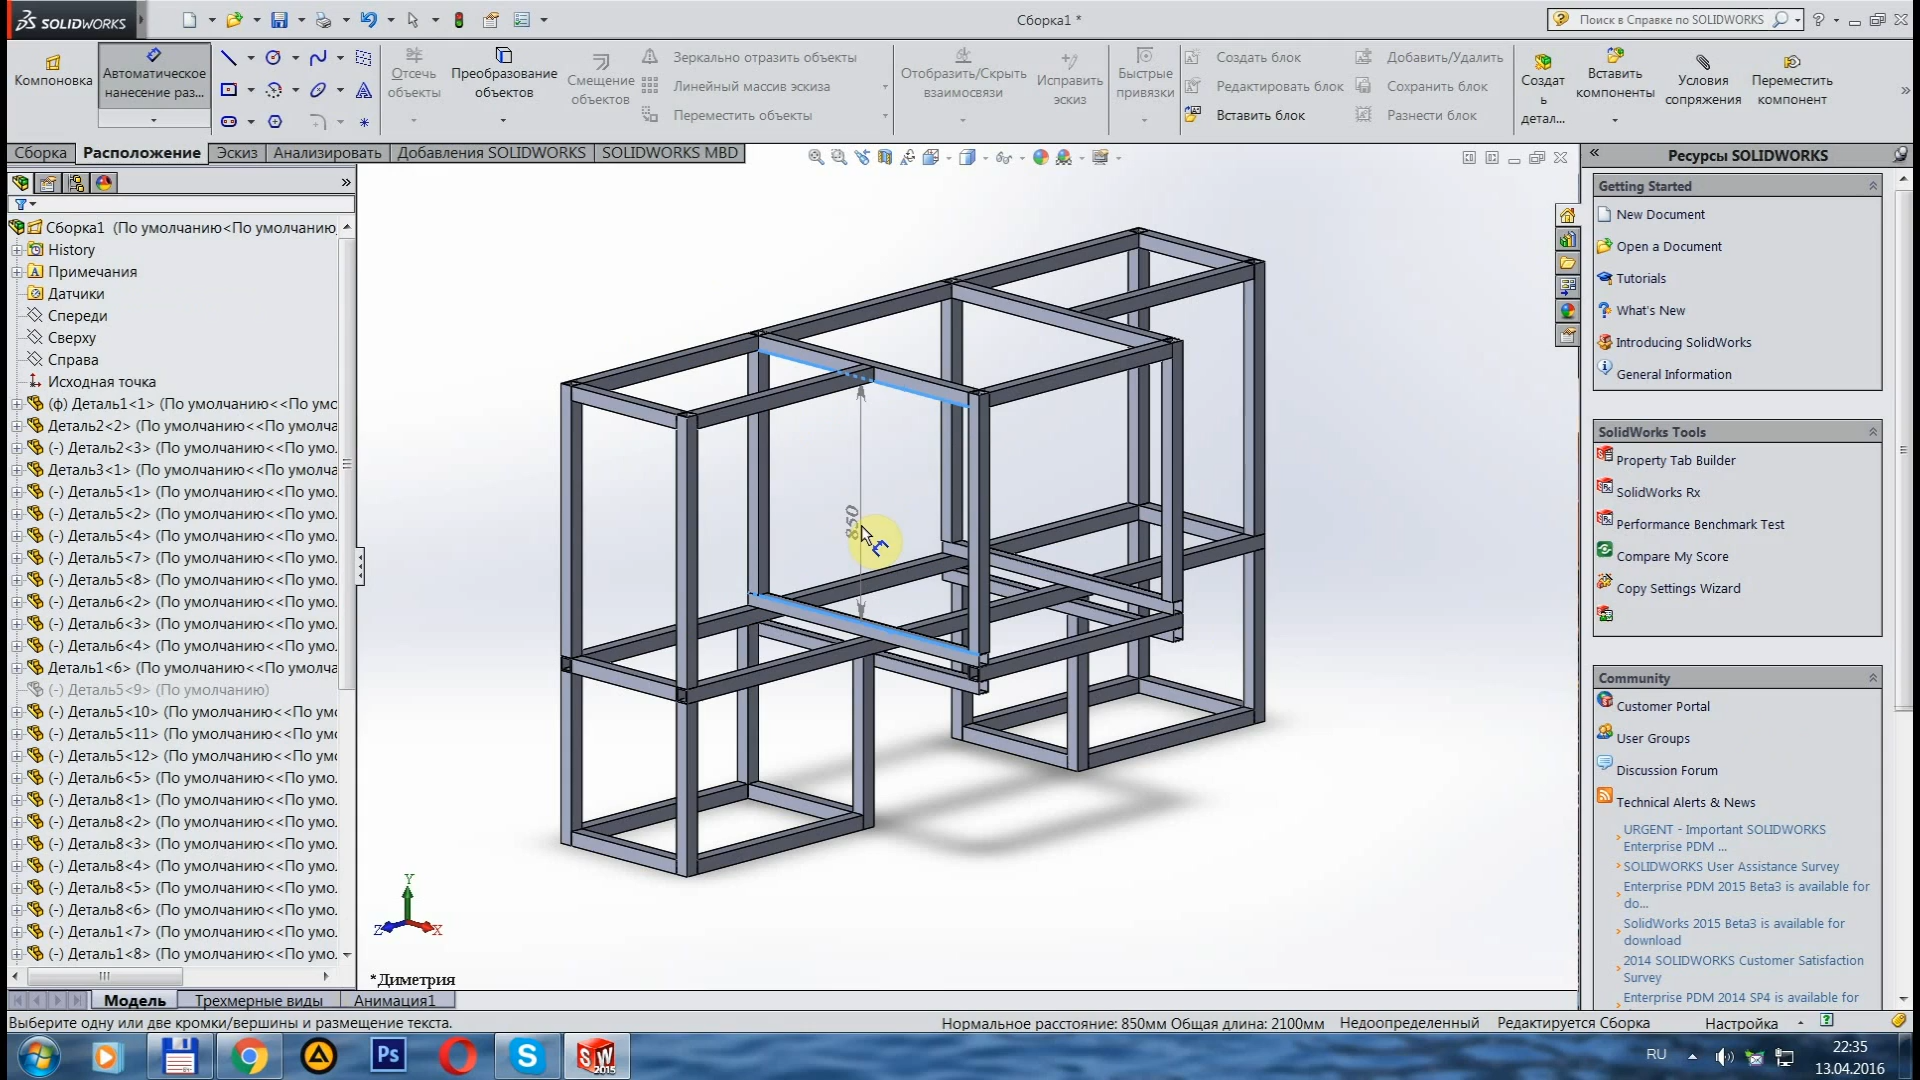 SOLIDWORKS
Сборка1 *
Поиск в Справке по SOLIDWORKS
Компоновка
Автоматическое
нанесение раз...
Отсечь
объекты
Преобразование
объектов
Смещение
объектов
Зеркально отразить объекты
Линейный массив эскиза
Переместить объекты
Отобразить/Скрыть
взаимосвязи
Исправить
эскиз
Быстрые
привязки
Создать блок
Редактировать блок
Вставить блок
Добавить/Удалить
Сохранить блок
Разнести блок
Создат
ь
детал...
Вставить
компоненты
Условия
сопряжения
Переместить
компонент
Сборка
Расположение
Эскиз
Анализировать
Добавления SOLIDWORKS
SOLIDWORKS MBD
Сборка1 (По умолчанию<По умолчанию
History
Примечания
Датчики
Спереди
Сверху
Справа
Исходная точка
(ф) Деталь1<1> (По умолчанию<<По умо
Деталь2<2> (По умолчанию<<По умолча
(-) Деталь2<3> (По умолчанию<<По умо
Деталь3<1> (По умолчанию<<По умолча
(-) Деталь5<1> (По умолчанию<<По умо.
(-) Деталь5<2> (По умолчанию<<По умо.
(-) Деталь5<4> (По умолчанию<<По умо.
(-) Деталь5<7> (По умолчанию<<По умо.
(-) Деталь5<8> (По умолчанию<<По умо.
(-) Деталь6<2> (По умолчанию<<По умо.
(-) Деталь6<3> (По умолчанию<<По умо.
(-) Деталь6<4> (По умолчанию<<По умо.
Деталь1<6> (По умолчанию<<По умолча
(-) Деталь5<9> (По умолчанию)
(-) Деталь5<10> (По умолчанию<<По умо
(-) Деталь5<11> (По умолчанию<<По умо
(-) Деталь5<12> (По умолчанию<<По умо
(-) Деталь6<5> (По умолчанию<<По умо.
(-) Деталь8<1> (По умолчанию<<По умо.
(-) Деталь8<2> (По умолчанию<<По умо.
(-) Деталь8<3> (По умолчанию<<По умо.
(-) Деталь8<4> (По умолчанию<<По умо.
(-) Деталь8<5> (По умолчанию<<По умо.
(-) Деталь8<6> (По умолчанию<<По умо.
(-) Деталь1<7> (По умолчанию<<По умо.
(-) Деталь1<8> (По умолчанию<<По умо.
850
Y
Z
X
*Диметрия
Ресурсы SOLIDWORKS
Getting Started
New Document
Open a Document
Tutorials
What's New
Introducing SolidWorks
General Information
SolidWorks Tools
Property Tab Builder
SolidWorks Rx
Performance Benchmark Test
Compare My Score
Copy Settings Wizard
Community
Customer Portal
User Groups
Discussion Forum
Technical Alerts & News
URGENT - Important SOLIDWORKS
Enterprise PDM ...
SOLIDWORKS User Assistance Survey
Enterprise PDM 2015 Beta3 is available for
do...
SolidWorks 2015 Beta3 is available for
download
2014 SOLIDWORKS Customer Satisfaction
Survey
Enterprise PDM 2014 SP4 is available for
Модель
Трехмерные виды
Анимация1
Выберите одну или две кромки/вершины и размещение текста.
Нормальное расстояние: 850мм Общая длина: 2100мм
Недоопределенный
Редактируется Сборка
Настройка
Ps
SW
2015
RU
22:35
13.04.2016